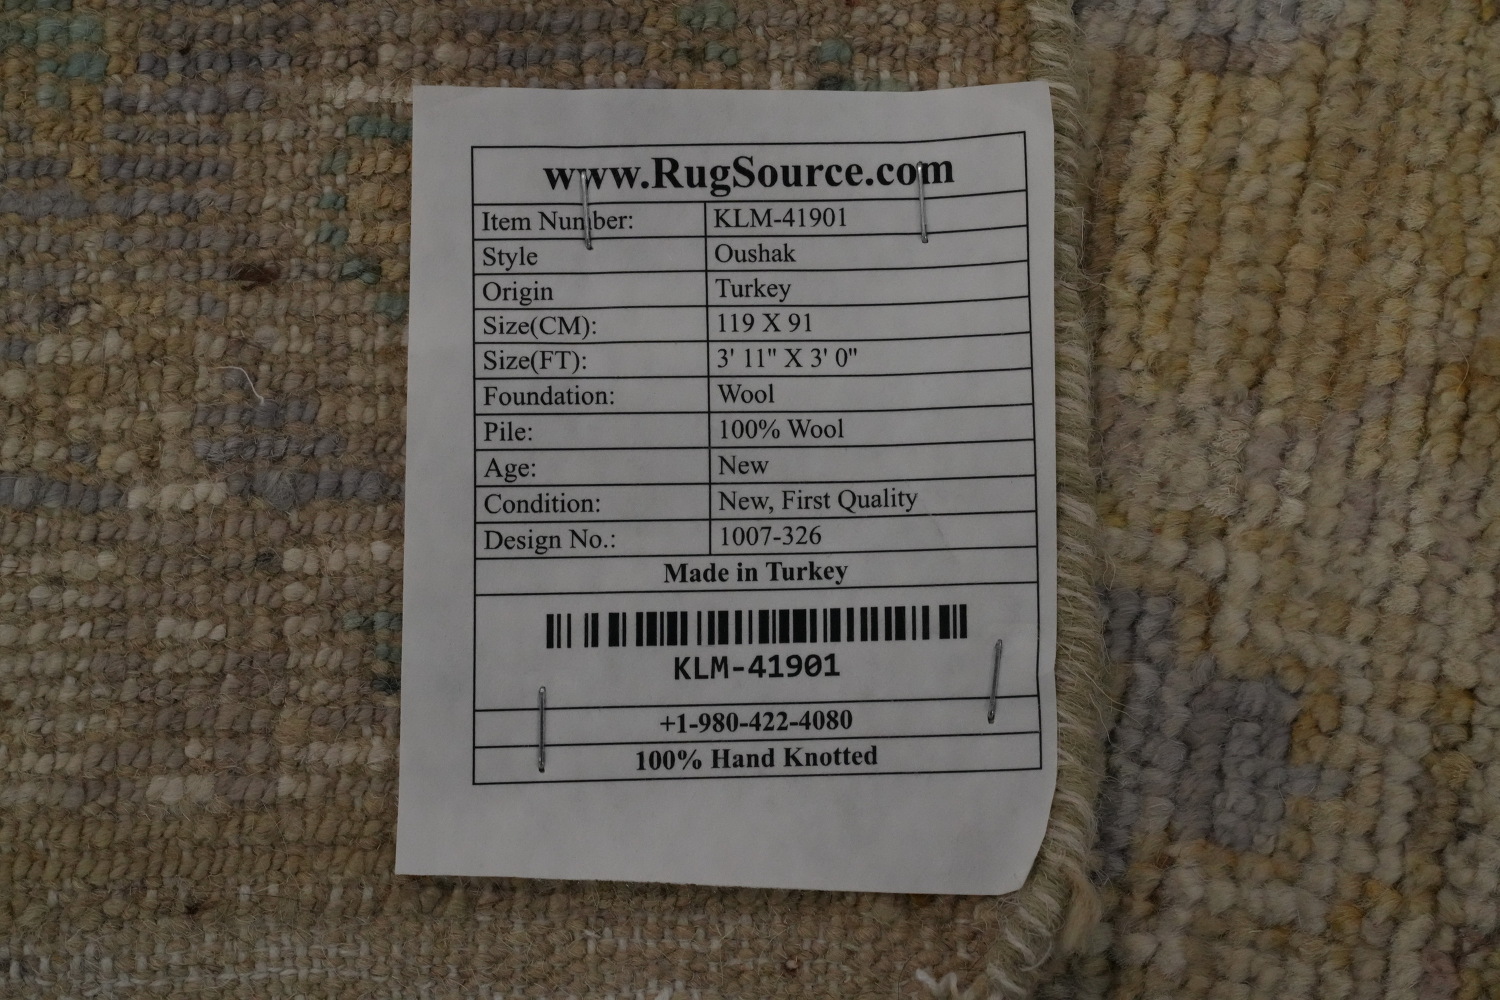 www.RugSource.com
Item Number: KLM-41901
Style Oushak
Origin Turkey
Size(CM): 119 X 91
Size(FT): 3' 11" X 3' 0"
Foundation: Wool
Pile: 100% Wool
Age: New
Condition: New, First Quality
Design No.: 1007-326
Made in Turkey
KLM-41901
+1-980-422-4080
100% Hand Knotted